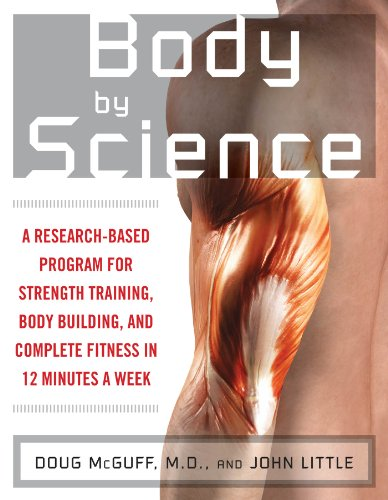 Body
by
Science
A RESEARCH-BASED
PROGRAM FOR
STRENGTH TRAINING,
BODY BUILDING, AND
COMPLETE FITNESS IN
12 MINUTES A WEEK
DOUG McGUFF, M.D., AND JOHN LITTLE